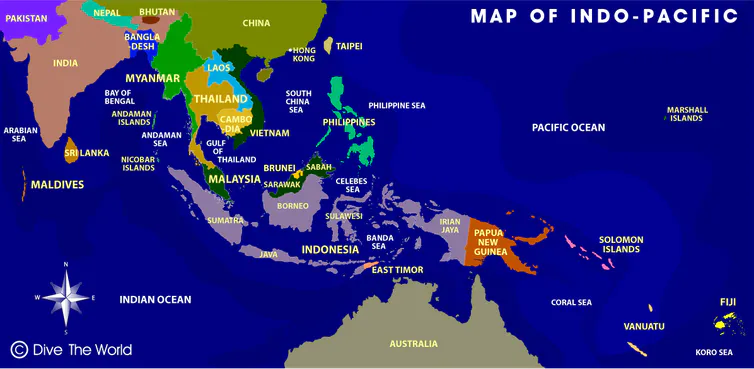 MAP OF INDO-PACIFIC
PAKISTAN
NEPAL
BHUTAN
CHINA
BANGLA
-DESH
HONG
KONG
TAIPEI
INDIA
MYANMAR
LAOS
BAY OF
BENGAL
THAILAND
SOUTH
CHINA
SEA
PHILIPPINE SEA
MARSHALL
ISLANDS
ANDAMAN
ISLANDS
CAMBO
-DIA
PHILIPPINES
PACIFIC OCEAN
ARABIAN
SEA
ANDAMAN
SEA
VIETNAM
GULF
OF
THAILAND
SRI LANKA
NICOBAR
ISLANDS
BRUNEI
SABAH
MALDIVES
MALAYSIA
SARAWAK
CELEBES
SEA
BORNEO
SUMATRA
SULAWESI
IRIAN
JAYA
PAPUA
NEW
GUINEA
SOLOMON
ISLANDS
BANDA
SEA
JAVA
INDONESIA
EAST TIMOR
N
W
E
S
INDIAN OCEAN
CORAL SEA
FIJI
VANUATU
AUSTRALIA
KORO SEA
© Dive The World